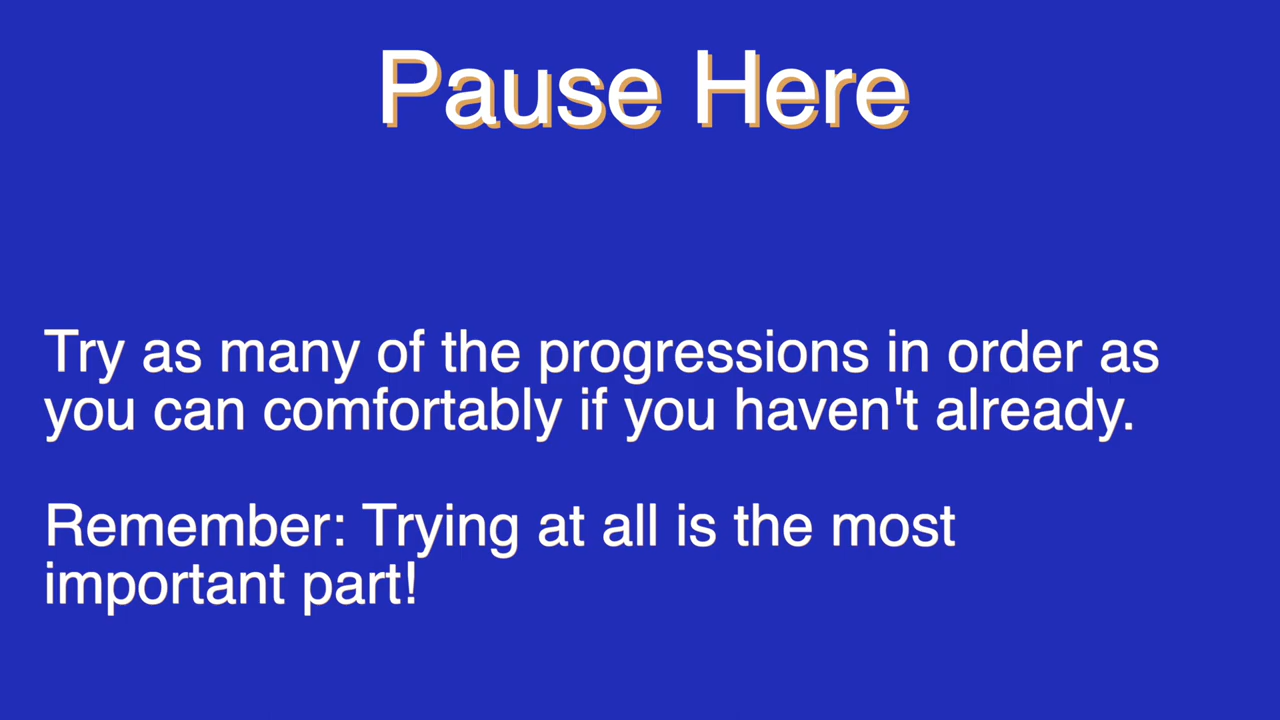 Pause Here
Try as many of the progressions in order as
you can comfortably if you haven't already.
Remember: Trying at all is the most
important part!